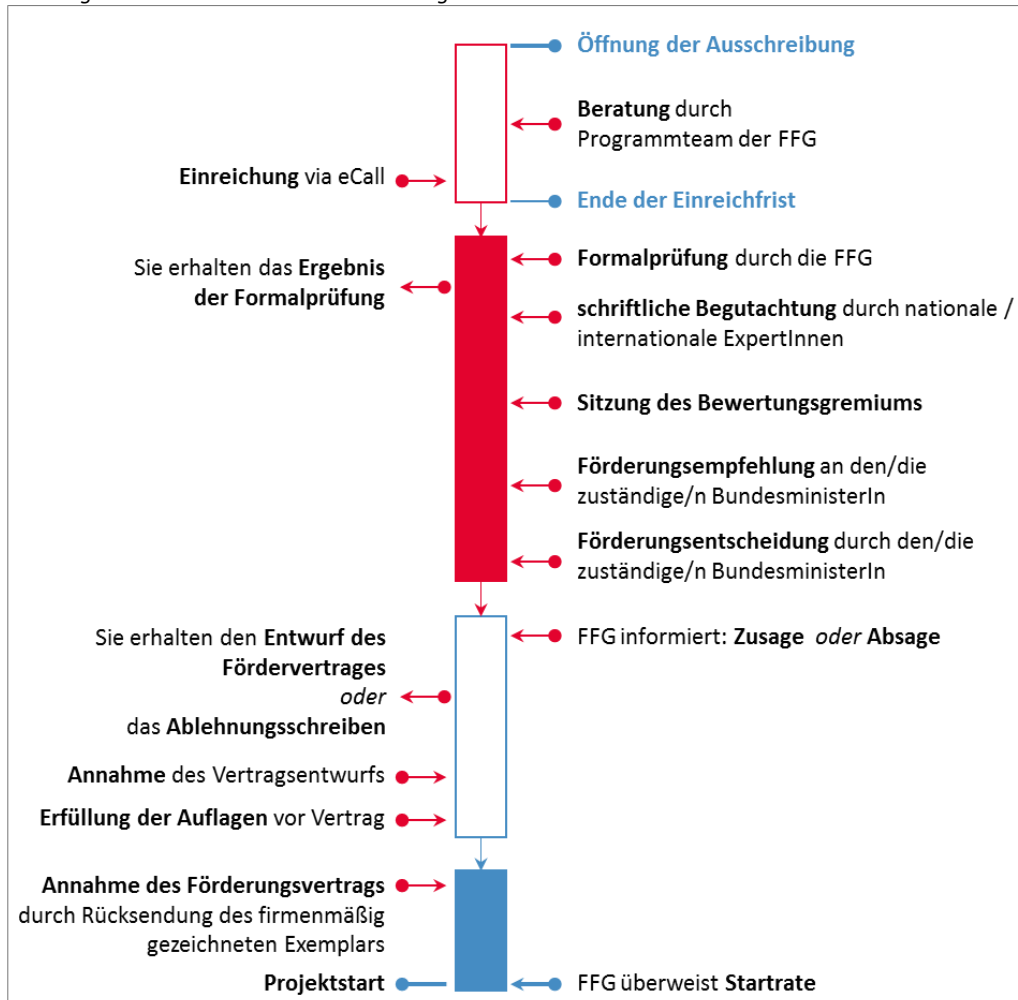 Öffnung der Ausschreibung
Beratung durch
Programmteam der FFG
Einreichung via eCall
Ende der Einreichfrist
Formalprüfung durch die FFG
Sie erhalten das Ergebnis
der Formalprüfung
schriftliche Begutachtung durch nationale /
internationale ExpertInnen
Sitzung des Bewertungsgremiums
Förderungsempfehlung an den/die
zuständige/n BundesministerIn
Förderungsentscheidung durch den/die
zuständige/n BundesministerIn
FFG informiert: Zusage oder Absage
Sie erhalten den Entwurf des
Fördervertrages
oder
das Ablehnungsschreiben
Annahme des Vertragsentwurfs
Erfüllung der Auflagen vor Vertrag
Annahme des Förderungsvertrags
durch Rücksendung des firmenmäßig
gezeichneten Exemplars
Projektstart
FFG überweist Startrate